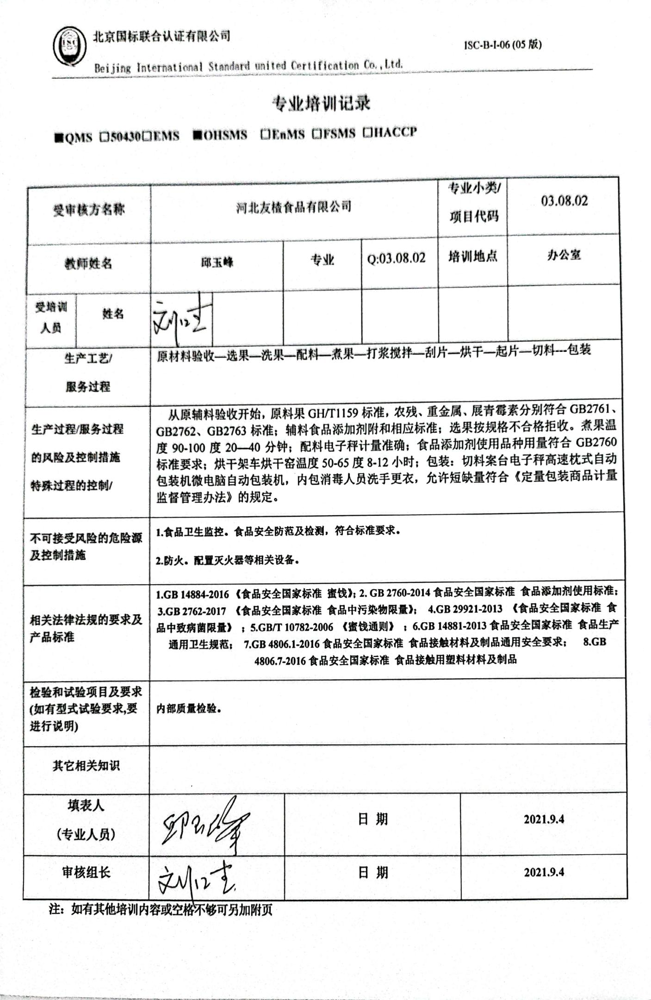 ISC
北京国标联合认证有限公司
ISC-B-I-06 (05 版)
Beijing International Standard united Certification Co.,Ltd.
专业培训记录
■QMS □50430□EMS ■OHSMS □EnMS □FSMS □HACCP
受审核方名称
河北友楂食品有限公司
专业小类/
项目代码
03.08.02
教师姓名
邱玉峰
专业
Q:03.08.02
培训地点
办公室
受培训
人员
姓名
生产工艺/
服务过程
原材料验收—选果—洗果—配料—煮果—打浆搅拌—刮片—烘干—起片—切料---包装
生产过程/服务过程
的风险及控制措施
特殊过程的控制/
从原辅料验收开始，原料果 GH/T1159 标准，农残、重金属、展青霉素分别符合 GB2761、
GB2762、GB2763 标准；辅料食品添加剂附和相应标准；选果按规格不合格拒收。煮果温
度 90-100 度 20—40 分钟；配料电子秤计量准确；食品添加剂使用品种用量符合 GB2760
标准要求；烘干架车烘干窑温度 50-65 度 8-12 小时；包装：切料案台电子秤高速枕式自动
包装机微电脑自动包装机，内包消毒人员洗手更衣，允许短缺量符合《定量包装商品计量
监督管理办法》的规定。
不可接受风险的危险源
及控制措施
1.食品卫生监控。食品安全防范及检测，符合标准要求。
2.防火。配置灭火器等相关设备。
相关法律法规的要求及
产品标准
1.GB 14884-2016 《食品安全国家标准 蜜饯》；2. GB 2760-2014 食品安全国家标准 食品添加剂使用标准；
3.GB 2762-2017 《食品安全国家标准 食品中污染物限量》； 4.GB 29921-2013 《食品安全国家标准 食
品中致病菌限量》 ；5.GB/T 10782-2006 《蜜饯通则》 ；6.GB 14881-2013 食品安全国家标准 食品生产
通用卫生规范； 7.GB 4806.1-2016 食品安全国家标准 食品接触材料及制品通用安全要求； 8.GB
4806.7-2016 食品安全国家标准 食品接触用塑料材料及制品
检验和试验项目及要求
(如有型式试验要求,要
进行说明)
内部质量检验。
其它相关知识
填表人
（专业人员）
邱玉峰
日 期
2021.9.4
审核组长
日 期
2021.9.4
注：如有其他培训内容或空格不够可另加附页